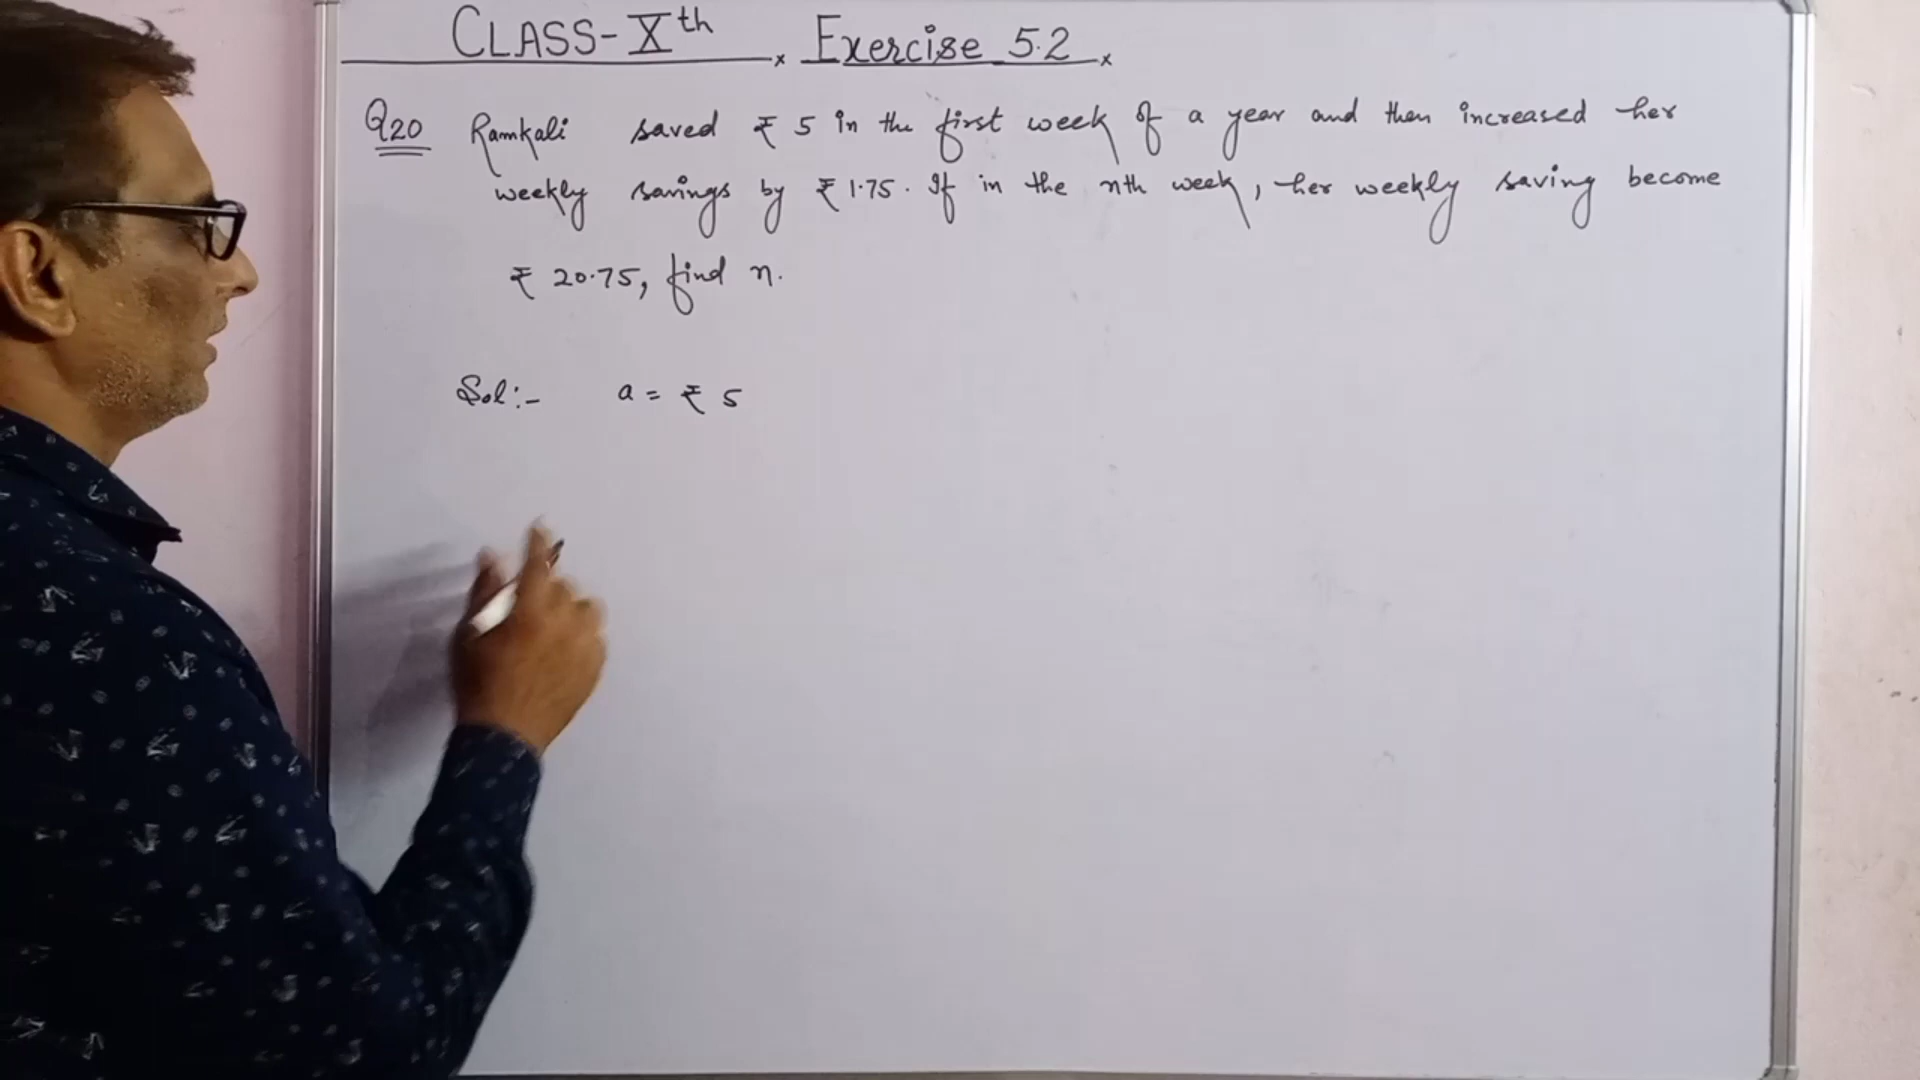 CLASS-Xth Exercise 5.2
Q20 Ramkali saved ₹ 5 in the first week of a year and then increased her
weekly savings by ₹ 1.75. If in the nth week, her weekly saving become
₹ 20.75, find n.
Sol:- a = ₹ 5